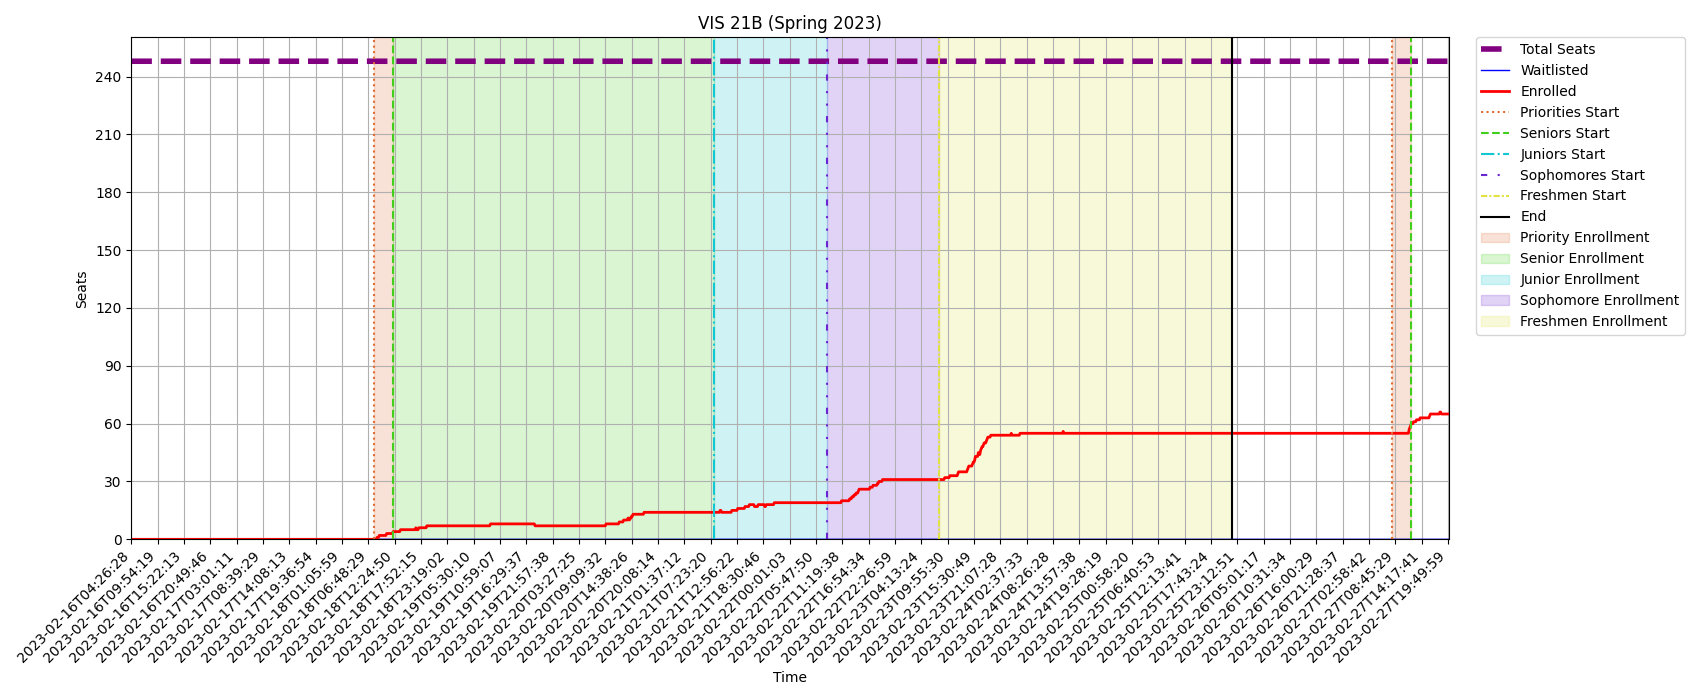 VIS 21B (Spring 2023)
Seats
240
210
180
150
120
90
60
30
0
2023-02-16T04:26:28
2023-02-16T09:54:19
2023-02-16T15:22:13
2023-02-16T20:49:46
2023-02-17T03:01:11
2023-02-17T08:39:29
2023-02-17T14:08:13
2023-02-17T19:36:54
2023-02-18T01:05:59
2023-02-18T06:48:29
2023-02-18T12:24:50
2023-02-18T17:52:15
2023-02-18T23:19:02
2023-02-19T05:30:10
2023-02-19T10:59:07
2023-02-19T16:29:37
2023-02-19T21:57:38
2023-02-20T03:27:25
2023-02-20T09:09:32
2023-02-20T14:38:26
2023-02-20T20:08:14
2023-02-21T01:37:12
2023-02-21T07:23:20
2023-02-21T12:56:22
2023-02-21T18:30:46
2023-02-22T00:01:03
2023-02-22T05:47:50
2023-02-22T11:19:38
2023-02-22T16:54:34
2023-02-22T22:26:59
2023-02-23T04:13:24
2023-02-23T09:55:30
2023-02-23T15:30:49
2023-02-23T21:07:28
2023-02-24T02:37:33
2023-02-24T08:26:28
2023-02-24T13:57:38
2023-02-24T19:28:19
2023-02-25T00:58:20
2023-02-25T06:40:53
2023-02-25T12:13:41
2023-02-25T17:43:24
2023-02-25T23:12:51
2023-02-26T05:01:17
2023-02-26T10:31:34
2023-02-26T16:00:29
2023-02-26T21:28:37
2023-02-27T02:58:42
2023-02-27T08:45:29
2023-02-27T14:17:41
2023-02-27T19:49:59
Time
Total Seats
Waitlisted
Enrolled
Priorities Start
Seniors Start
Juniors Start
Sophomores Start
Freshmen Start
End
Priority Enrollment
Senior Enrollment
Junior Enrollment
Sophomore Enrollment
Freshmen Enrollment